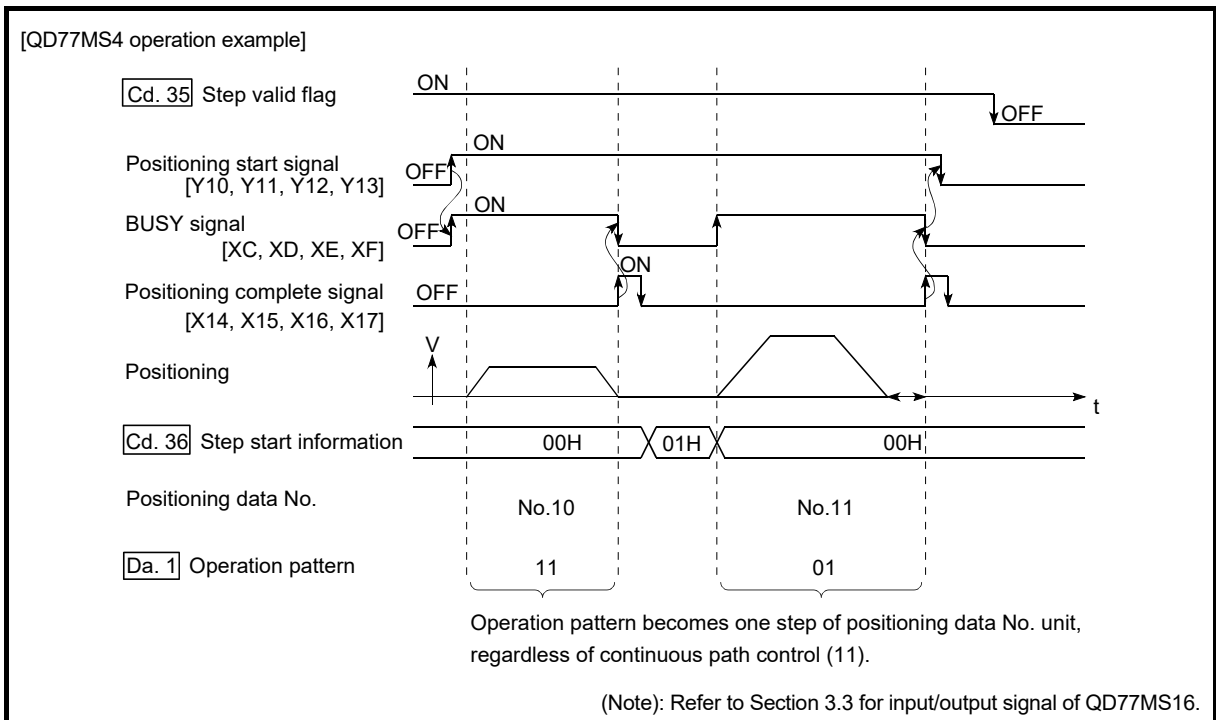 [QD77MS4 operation example]
Cd. 35 Step valid flag
ON
OFF
Positioning start signal
[Y10, Y11, Y12, Y13]
OFF
ON
BUSY signal
[XC, XD, XE, XF]
OFF
ON
Positioning complete signal
[X14, X15, X16, X17]
OFF
ON
Positioning
V
t
Cd. 36 Step start information
00H
01H
00H
Positioning data No.
No.10
No.11
Da. 1 Operation pattern
11
01
Operation pattern becomes one step of positioning data No. unit,
regardless of continuous path control (11).
(Note): Refer to Section 3.3 for input/output signal of QD77MS16.